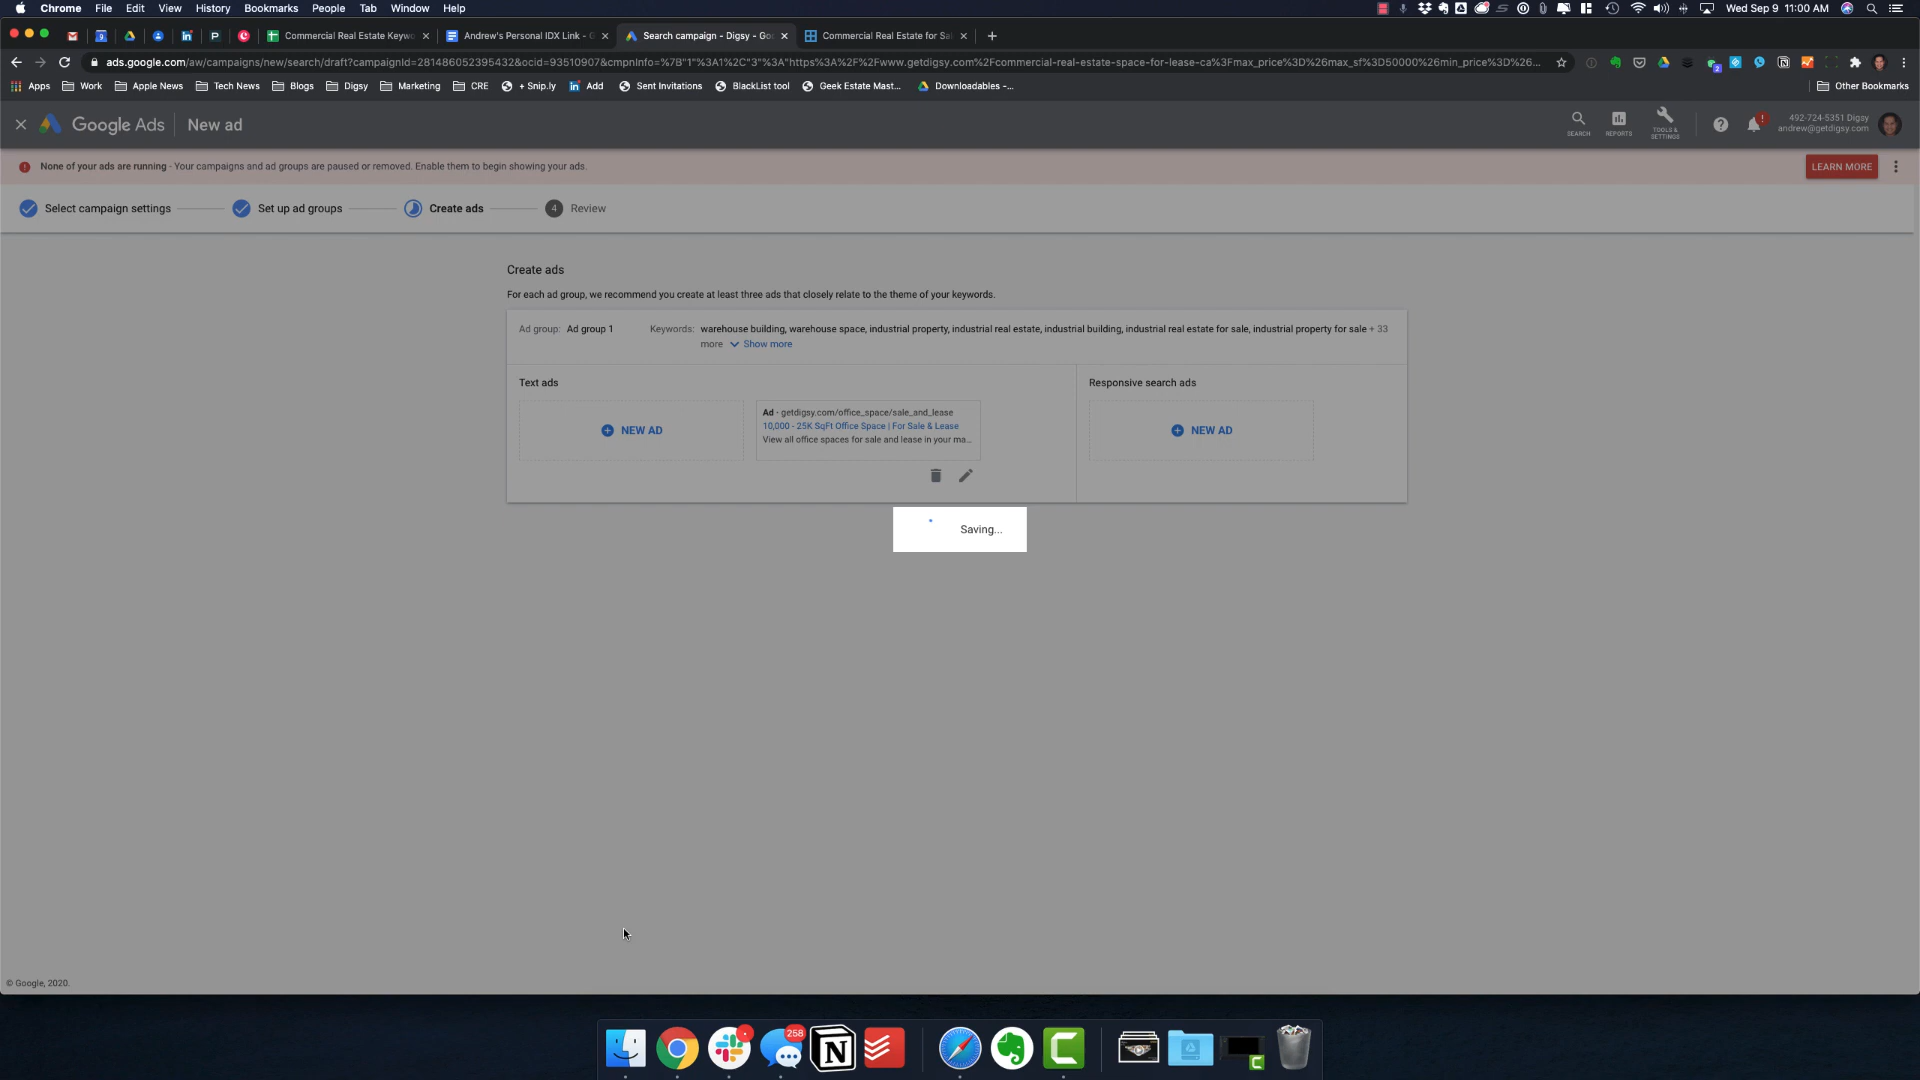 Chrome File Edit View History Bookmarks People Tab Window Help Wed Sep 9 11:00 AM
Commercial Real Estate Keyw Andrew's Personal IDX Link - G Search campaign - Digsy - Goo Commercial Real Estate for Sa
ads.google.com/aw/campaigns/new/search/draft?campaignId=281486052395432&ocid=93510907&cmpnInfo=%7B"1"%3A1%2C"3"%3A"https%3A%2F%2Fwww.getdigsy.com%2Fcommercial-real-estate-space-for-lease-ca%3Fmax_price%3D%26max_sf%3D50000%26min_price%3D%26...
Apps Work Apple News Tech News Blogs Digsy Marketing CRE + Snip.ly Add Sent Invitations BlackList tool Geek Estate Mast... Downloadables -... Other Bookmarks
Google Ads New ad
SEARCH REPORTS TOOLS & SETTINGS
492-724-5351 Digsy
andrew@getdigsy.com
None of your ads are running - Your campaigns and ad groups are paused or removed. Enable them to begin showing your ads. LEARN MORE
Select campaign settings Set up ad groups Create ads 4 Review
Create ads
For each ad group, we recommend you create at least three ads that closely relate to the theme of your keywords.
Ad group: Ad group 1 Keywords: warehouse building, warehouse space, industrial property, industrial real estate, industrial building, industrial real estate for sale, industrial property for sale + 33
more Show more
Text ads Responsive search ads
NEW AD
Ad - getdigsy.com/office_space/sale_and_lease
10,000 - 25K SqFt Office Space | For Sale & Lease
View all office spaces for sale and lease in your ma...
NEW AD
Saving...
© Google, 2020.
258